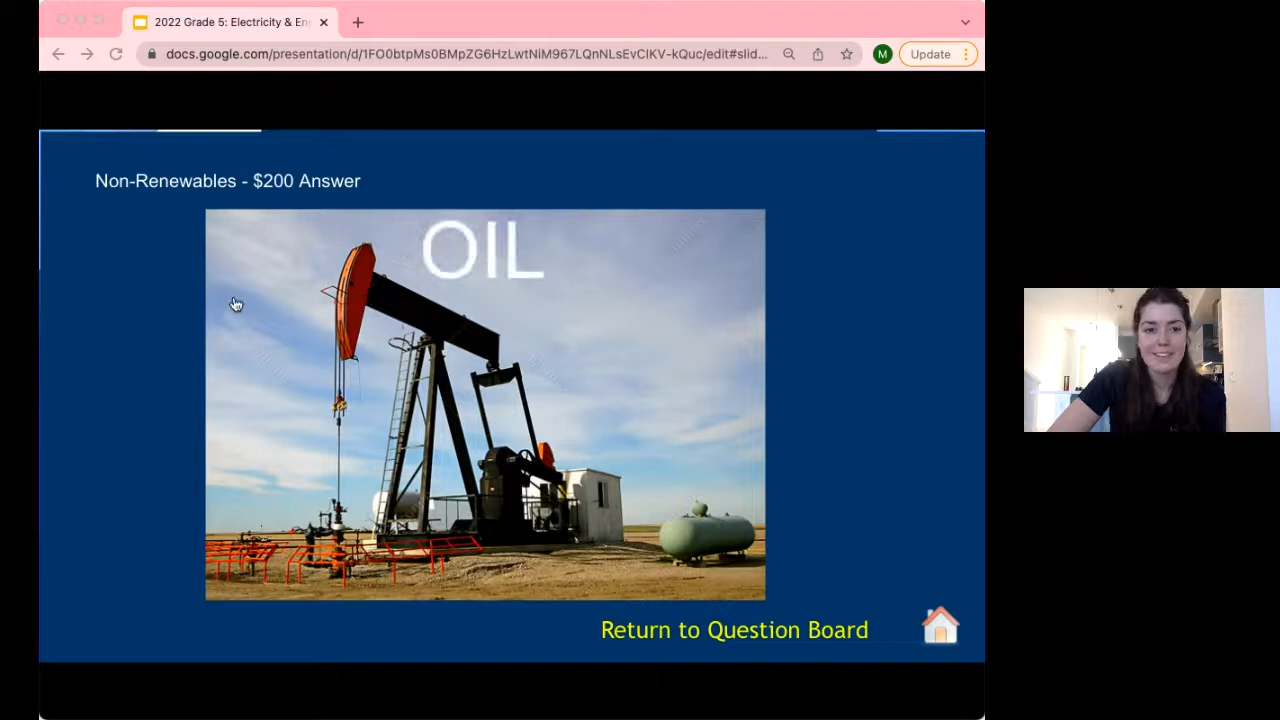 2022 Grade 5: Electricity & En
docs.google.com/presentation/d/1FO0btpMs0BMpZG6HzLwtNiM967LQnNLsEvClKV-kQuc/edit#slid...
M
Update
Non-Renewables - $200 Answer
OIL
Return to Question Board